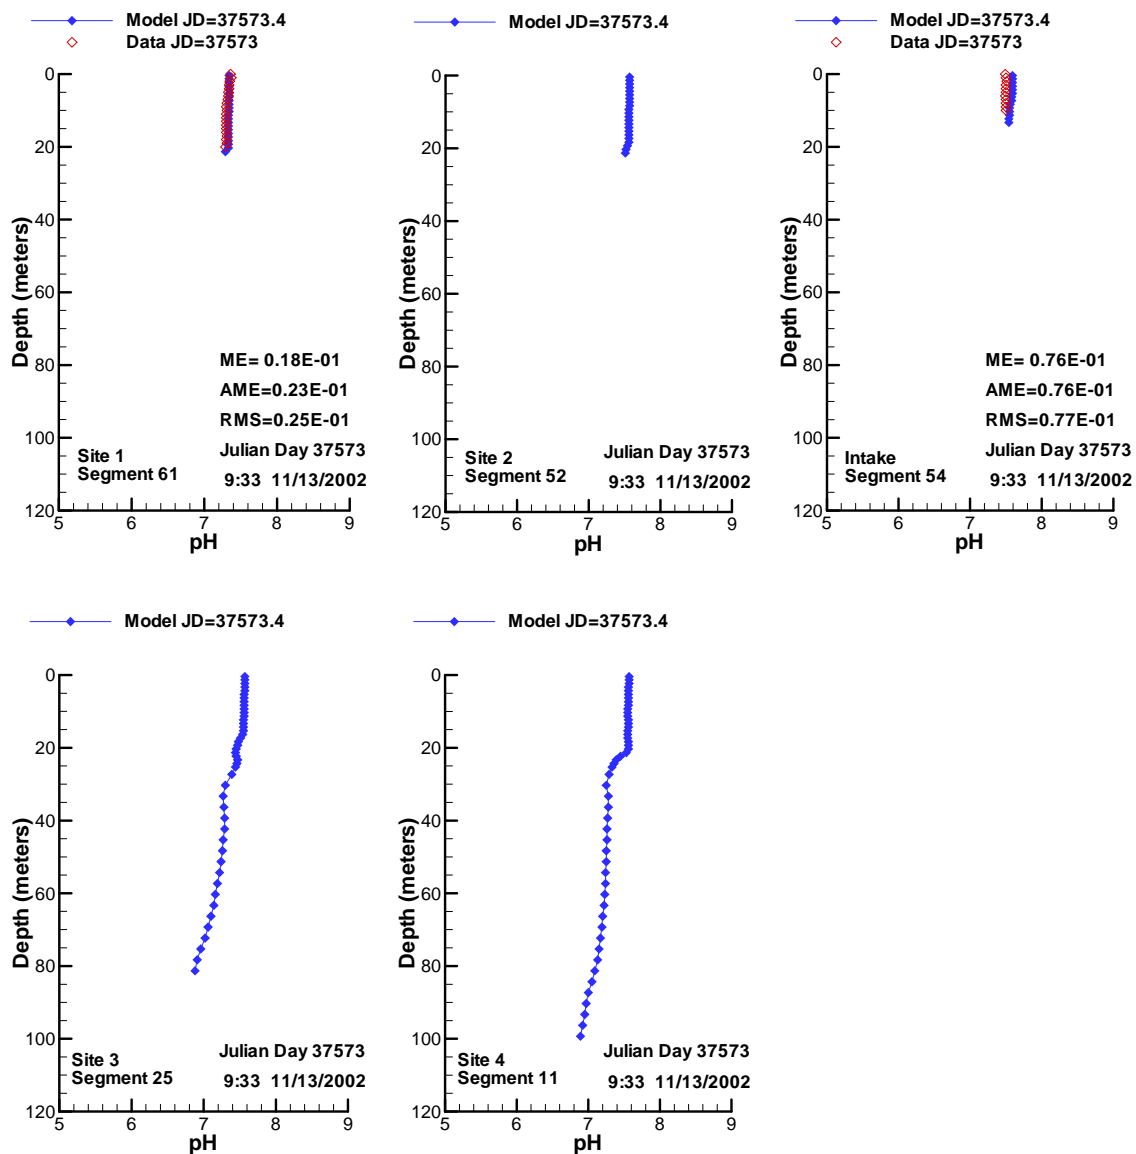 Model JD=37573.4
Data JD=37573
0
20
40
60
80
100
120
Depth (meters)
ME= 0.18E-01
AME=0.23E-01
RMS=0.25E-01
Julian Day 37573
9:33 11/13/2002
Site 1
Segment 61
5
6
7
8
9
pH
Model JD=37573.4
0
20
40
60
80
100
120
Depth (meters)
Julian Day 37573
9:33 11/13/2002
Site 2
Segment 52
5
6
7
8
9
pH
Model JD=37573.4
Data JD=37573
0
20
40
60
80
100
120
Depth (meters)
ME= 0.76E-01
AME=0.76E-01
RMS=0.77E-01
Julian Day 37573
9:33 11/13/2002
Intake
Segment 54
5
6
7
8
9
pH
Model JD=37573.4
0
20
40
60
80
100
120
Depth (meters)
Julian Day 37573
9:33 11/13/2002
Site 3
Segment 25
5
6
7
8
9
pH
Model JD=37573.4
0
20
40
60
80
100
120
Depth (meters)
Julian Day 37573
9:33 11/13/2002
Site 4
Segment 11
5
6
7
8
9
pH